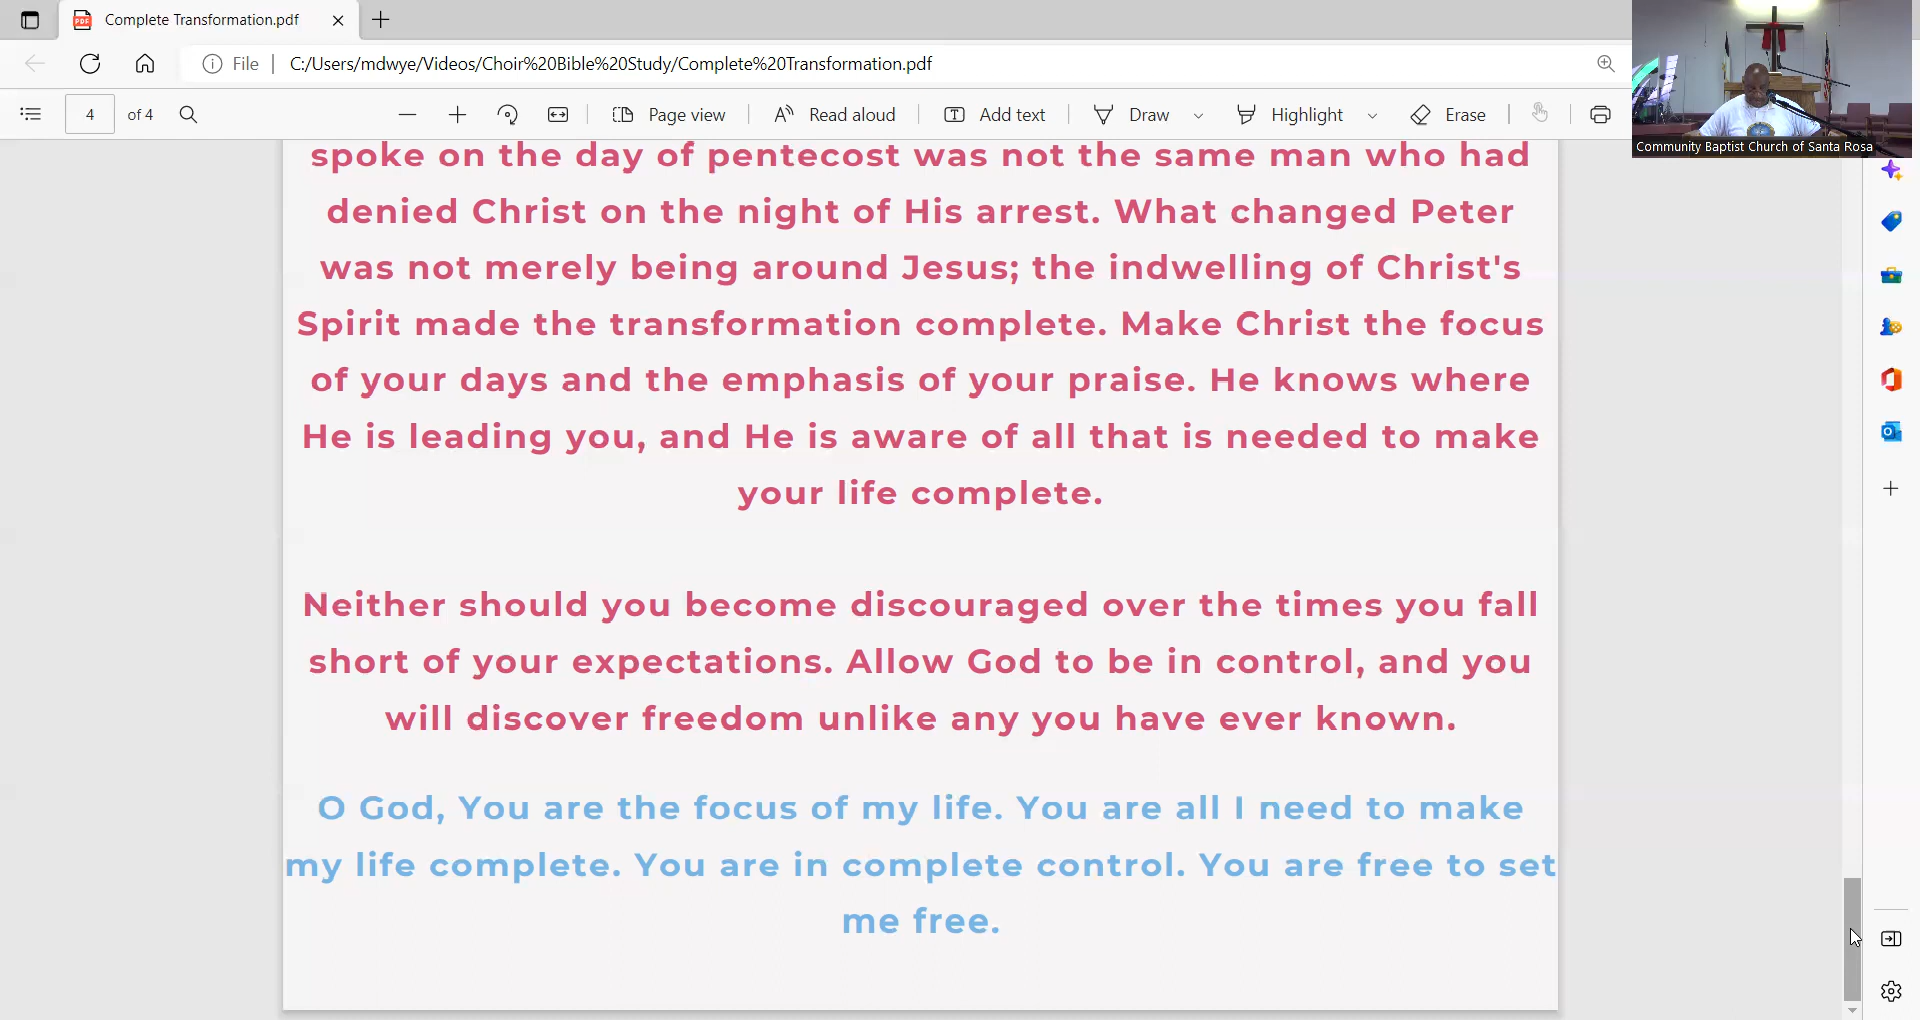 Complete Transformation.pdf
File
C:/Users/mdwye/Videos/Choir%20Bible%20Study/Complete%20Transformation.pdf
4 of 4
Page view
Read aloud
Add text
Draw
Highlight
Erase
Community Baptist Church of Santa Rosa
spoke on the day of pentecost was not the same man who had
denied Christ on the night of His arrest. What changed Peter
was not merely being around Jesus; the indwelling of Christ's
Spirit made the transformation complete. Make Christ the focus
of your days and the emphasis of your praise. He knows where
He is leading you, and He is aware of all that is needed to make
your life complete.
Neither should you become discouraged over the times you fall
short of your expectations. Allow God to be in control, and you
will discover freedom unlike any you have ever known.
O God, You are the focus of my life. You are all I need to make
my life complete. You are in complete control. You are free to set
me free.